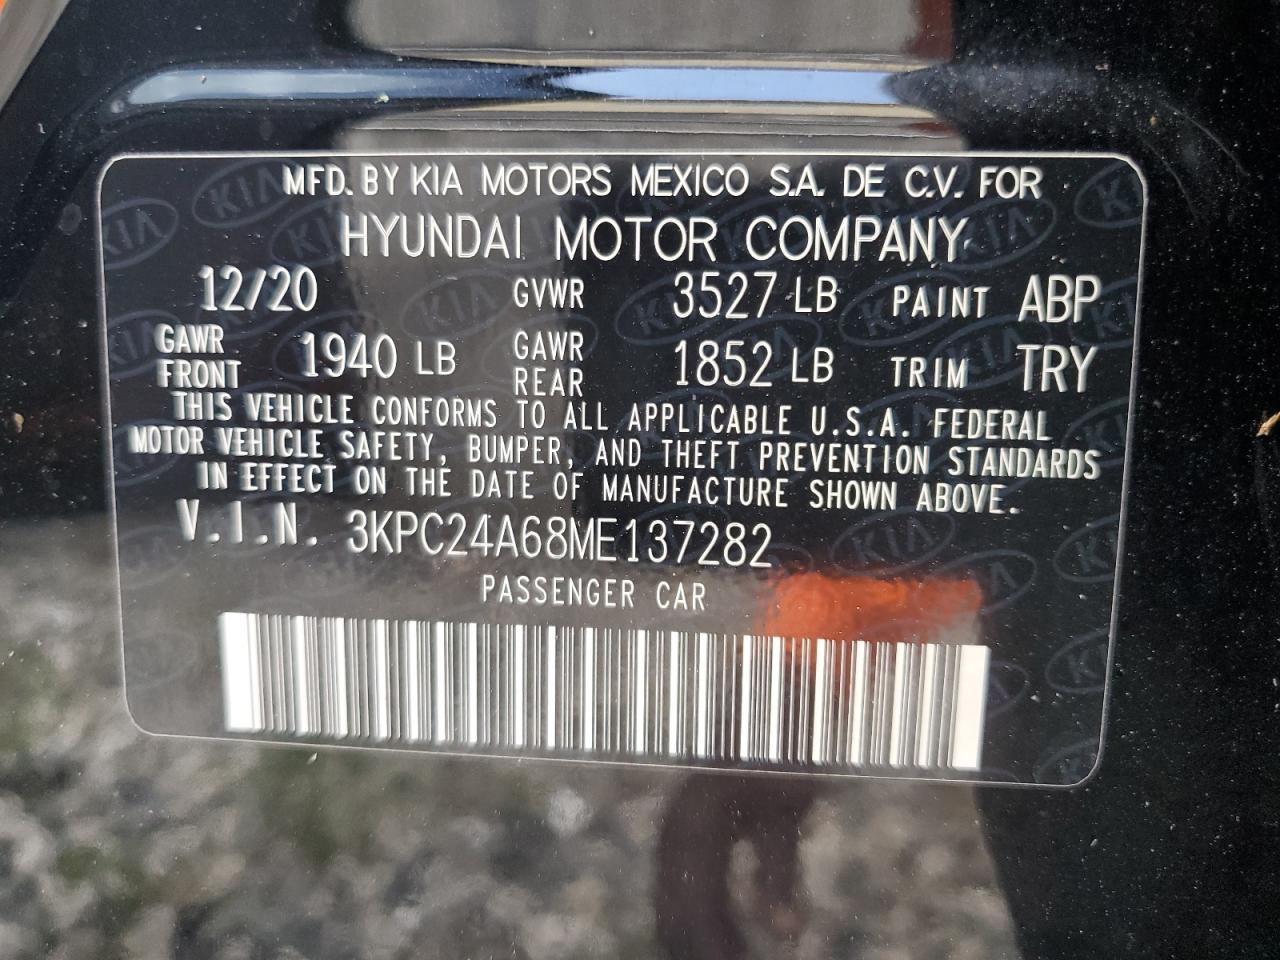 MFD. BY KIA MOTORS MEXICO S.A. DE C.V. FOR
HYUNDAI MOTOR COMPANY
12/20 GVWR 3527 LB PAINT ABP
GAWR FRONT 1940 LB GAWR REAR 1852 LB TRIM TRY
THIS VEHICLE CONFORMS TO ALL APPLICABLE U.S.A. FEDERAL
MOTOR VEHICLE SAFETY, BUMPER, AND THEFT PREVENTION STANDARDS
IN EFFECT ON THE DATE OF MANUFACTURE SHOWN ABOVE.
V.I.N. 3KPC24A68ME137282
PASSENGER CAR